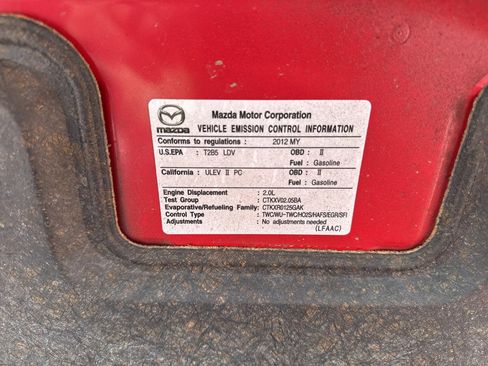 Mazda Motor Corporation
mazda VEHICLE EMISSION CONTROL INFORMATION
Conforms to regulations : 2012 MY
U.S.EPA : T2B5 LDV OBD : II
Fuel : Gasoline
California : ULEV II PC OBD : II
Fuel : Gasoline
Engine Displacement : 2.0L
Test Group : CTKXV02.05BA
Evaporative/Refueling Family: CTKXR0125GAK
Control Type : TWC/WU-TWC/HO2S/HAFS/EGR/SFI
Adjustments : No adjustments needed
(LFAAC)